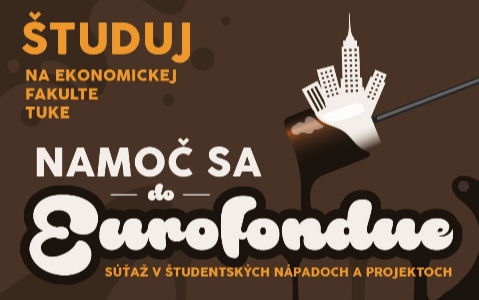 ŠTUDUJ
NA EKONOMICKEJ
FAKULTE
TUKE
NAMOČ SA
do
Eurofondue
SÚŤAŽ V ŠTUDENTSKÝCH NÁPADOCH A PROJEKTOCH